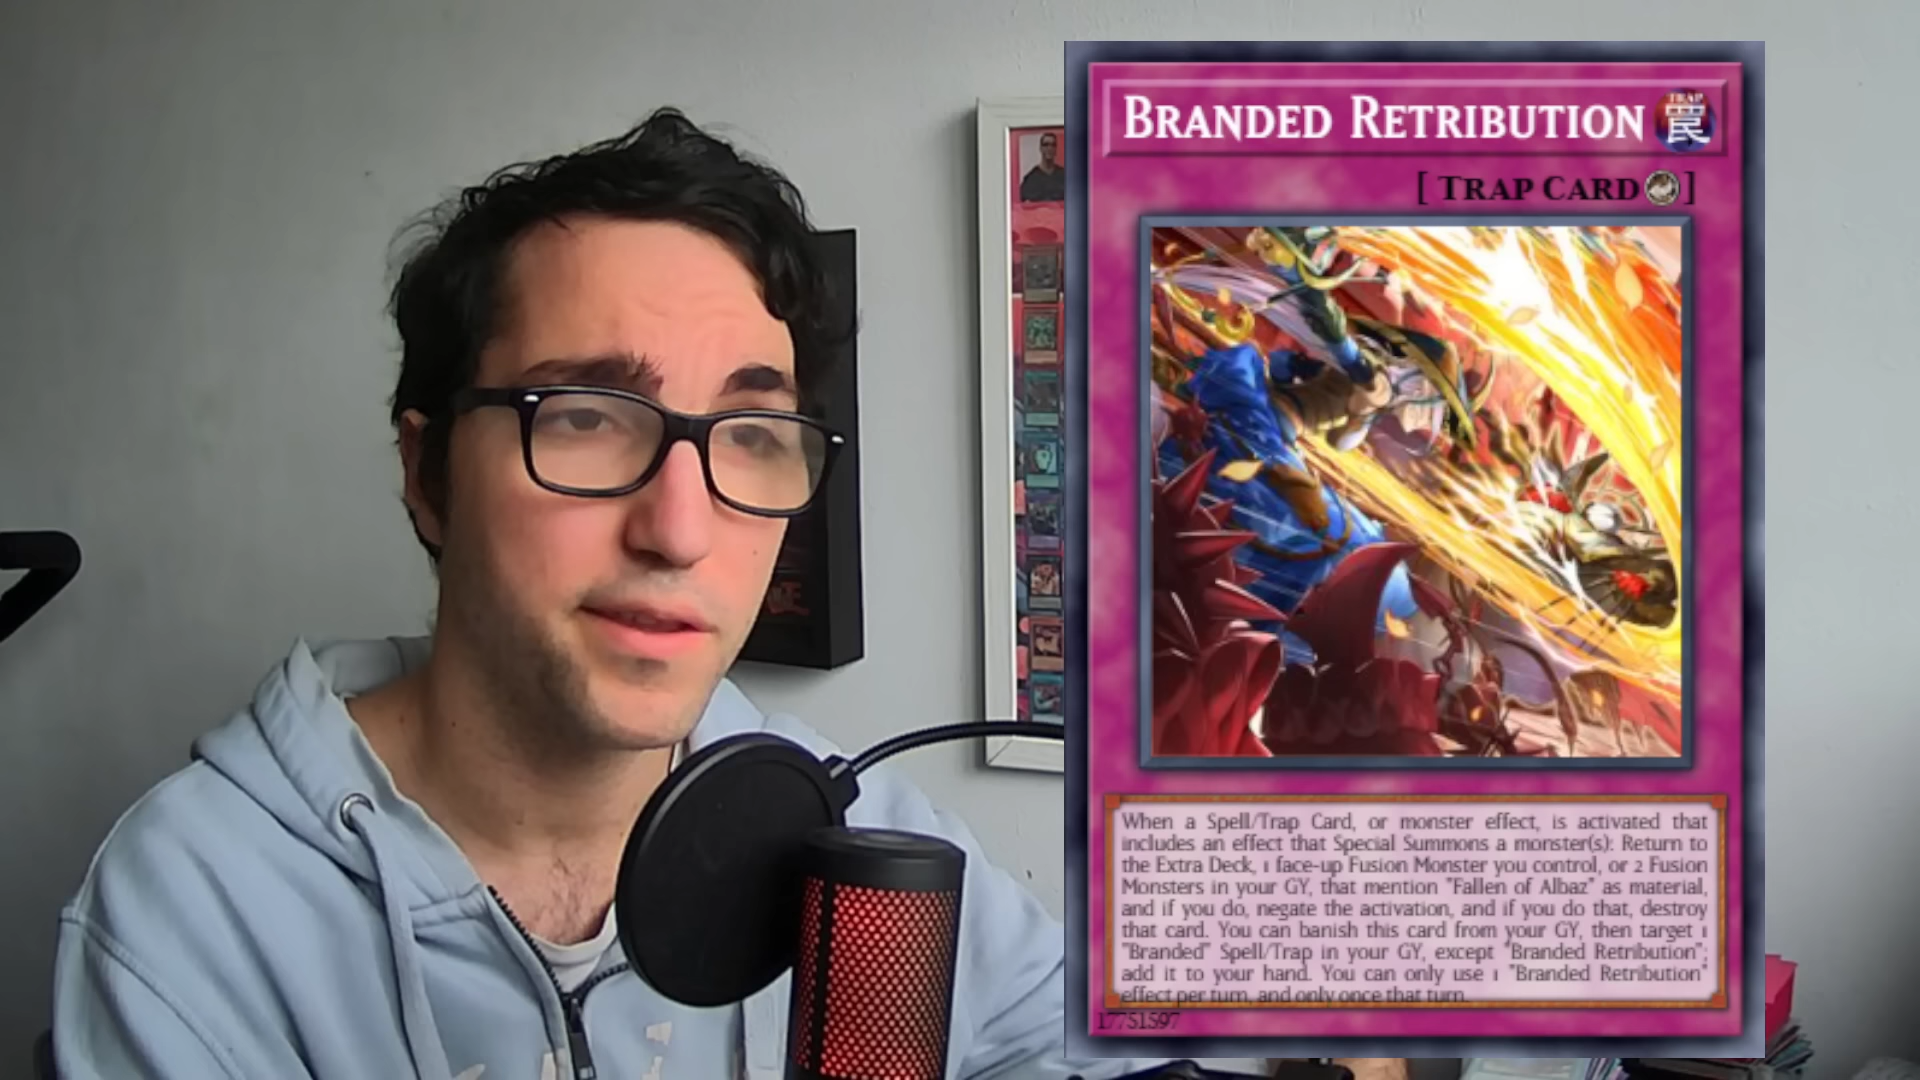 BRANDED RETRIBUTION
TRAP
罠
[ TRAP CARD ]
When a Spell/Trap Card, or monster effect, is activated that
includes an effect that Special Summons a monster(s): Return to
the Extra Deck, 1 face-up Fusion Monster you control, or 2 Fusion
Monsters in your GY, that mention "Fallen of Albaz" as material,
and if you do, negate the activation, and if you do that, destroy
that card. You can banish this card from your GY, then target 1
"Branded" Spell/Trap in your GY, except "Branded Retribution";
add it to your hand. You can only use 1 "Branded Retribution"
effect per turn, and only once that turn.
17751597